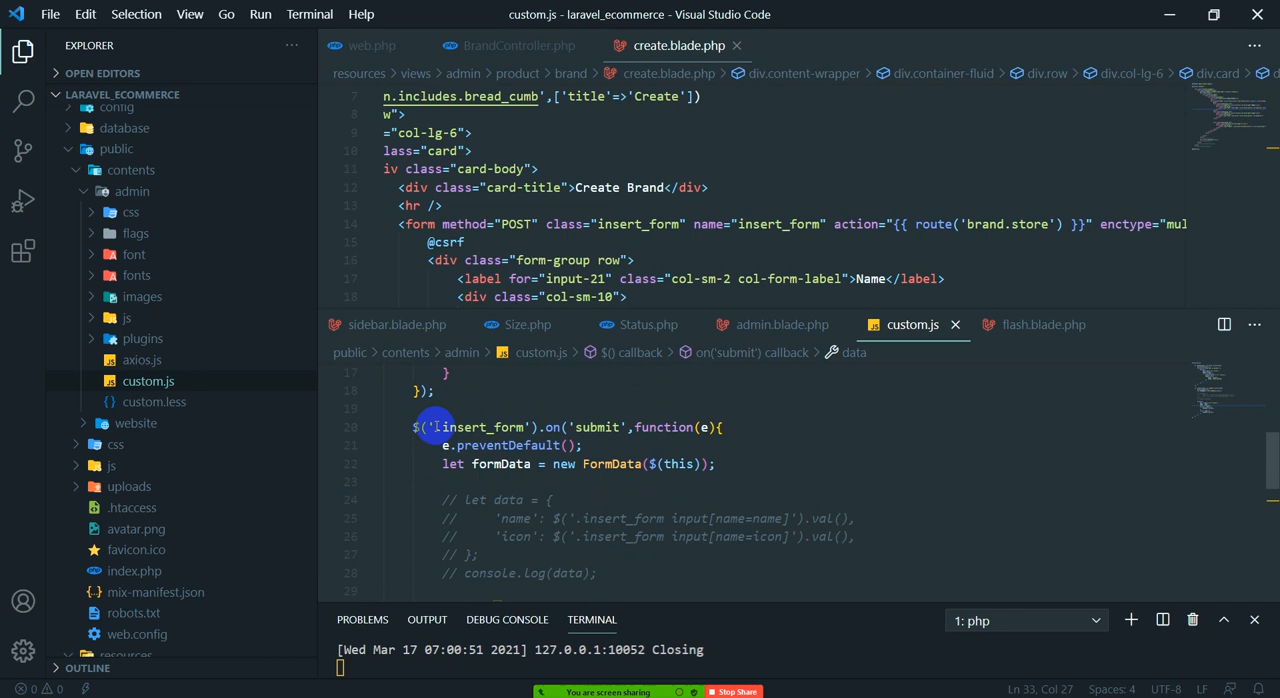 File Edit Selection View Go Run Terminal Help
custom.js - laravel_ecommerce - Visual Studio Code
EXPLORER
OPEN EDITORS
LARAVEL_ECOMMERCE
config
database
public
contents
admin
css
flags
font
fonts
images
js
plugins
axios.js
custom.js
custom.less
website
css
js
uploads
.htaccess
avatar.png
favicon.ico
index.php
mix-manifest.json
robots.txt
web.config
resources
OUTLINE
web.php BrandController.php create.blade.php
resources > views > admin > product > brand > create.blade.php > div.content-wrapper > div.container-fluid > div.row > div.col-lg-6 > div.card >
7 n.includes.bread_cumb',['title'=>'Create'])
8 w">
9 ="col-lg-6">
10 lass="card">
11 iv class="card-body">
12 <div class="card-title">Create Brand</div>
13 <hr />
14 <form method="POST" class="insert_form" name="insert_form" action="{{ route('brand.store') }}" enctype="mul
15 @csrf
16 <div class="form-group row">
17 <label for="input-21" class="col-sm-2 col-form-label">Name</label>
18 <div class="col-sm-10">
sidebar.blade.php Size.php Status.php admin.blade.php custom.js flash.blade.php
public > contents > admin > custom.js > $() callback > on('submit') callback > data
17 }
18 });
19
20 $('.insert_form').on('submit',function(e){
21 e.preventDefault();
22 let formData = new FormData($(this));
23
24 // let data = {
25 // 'name': $('.insert_form input[name=name]').val(),
26 // 'icon': $('.insert_form input[name=icon]').val(),
27 // };
28 // console.log(data);
29
PROBLEMS OUTPUT DEBUG CONSOLE TERMINAL
1: php
[Wed Mar 17 07:00:51 2021] 127.0.0.1:10052 Closing
0 0
You are screen sharing Stop Share
Ln 33, Col 27 Spaces: 4 UTF-8 LF